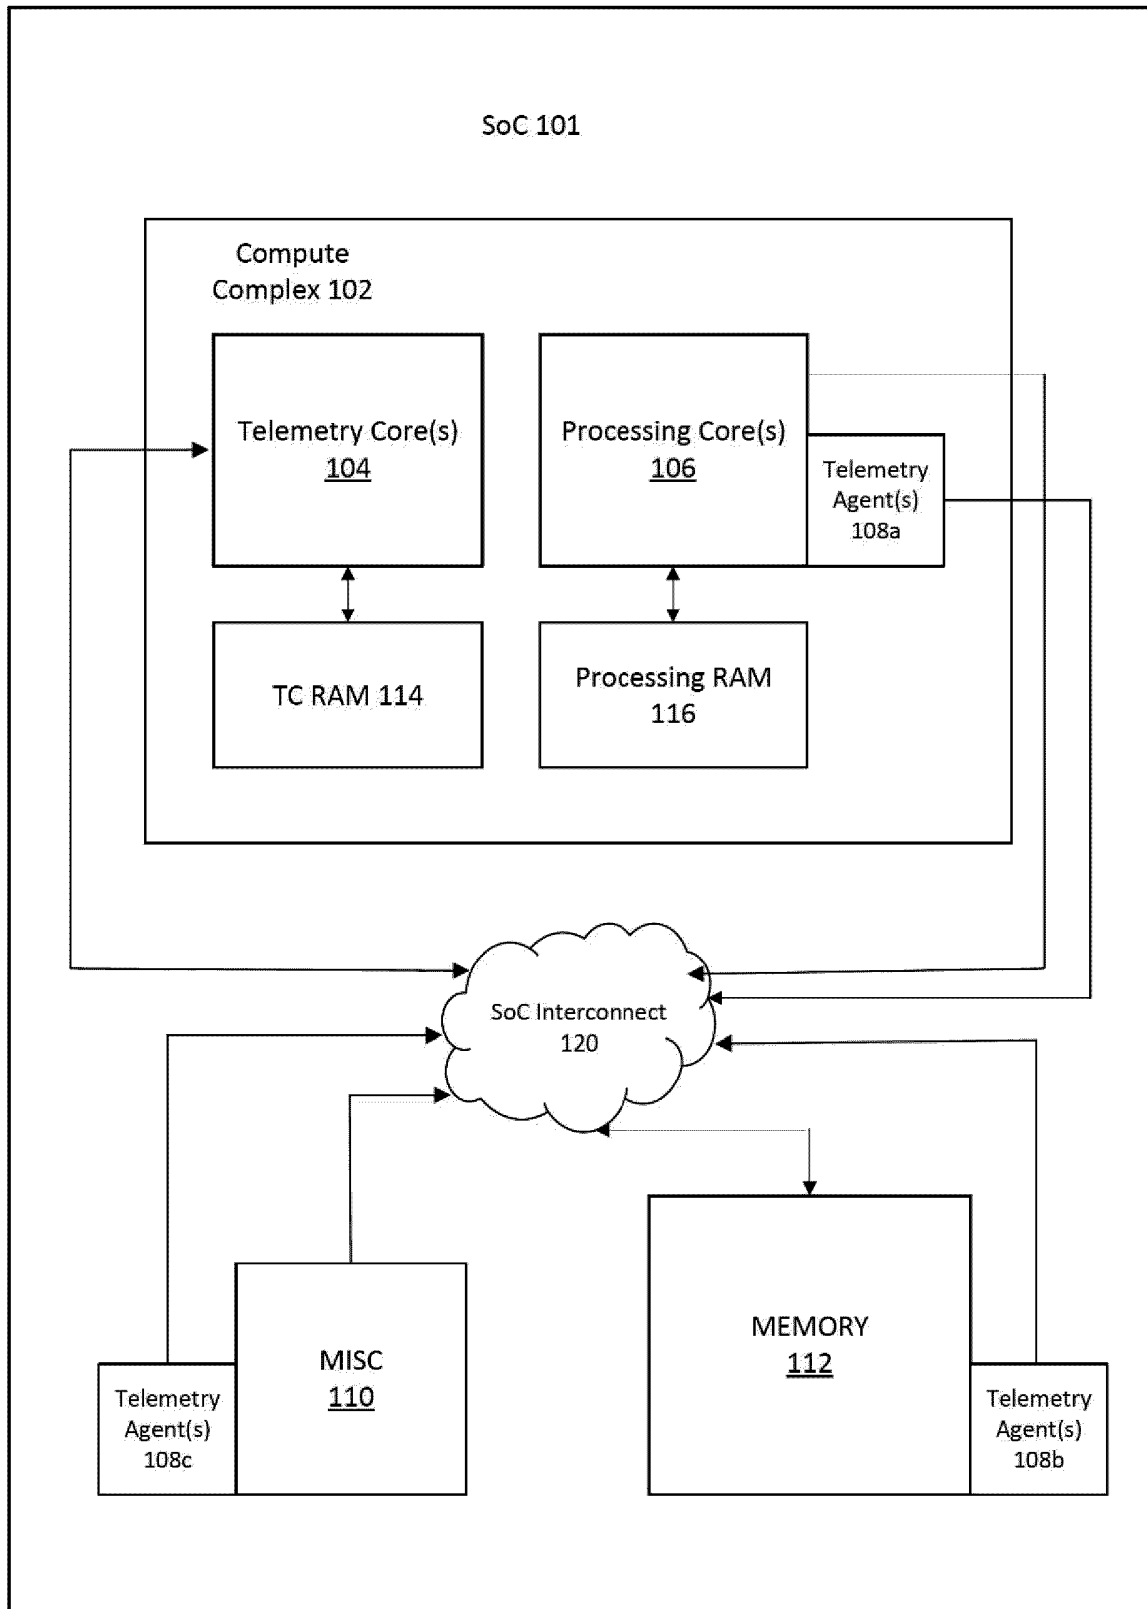 SoC 101
Compute
Complex 102
Telemetry Core(s)
104
Processing Core(s)
106
Telemetry
Agent(s)
108a
TC RAM 114
Processing RAM
116
SoC Interconnect
120
MISC
110
Telemetry
Agent(s)
108c
MEMORY
112
Telemetry
Agent(s)
108b